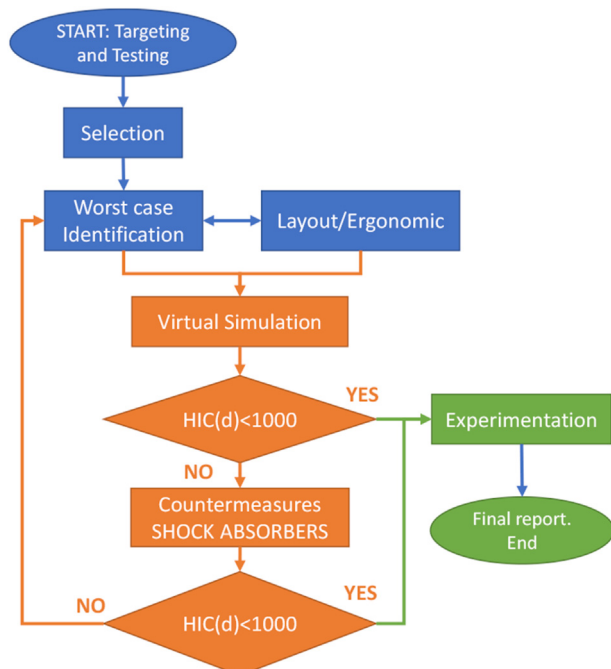 START: Targeting
and Testing
Selection
Worst case
Identification
Layout/Ergonomic
Virtual Simulation
YES
HIC(d)<1000
Experimentation
NO
Countermeasures
SHOCK ABSORBERS
Final report.
End
NO
YES
HIC(d)<1000